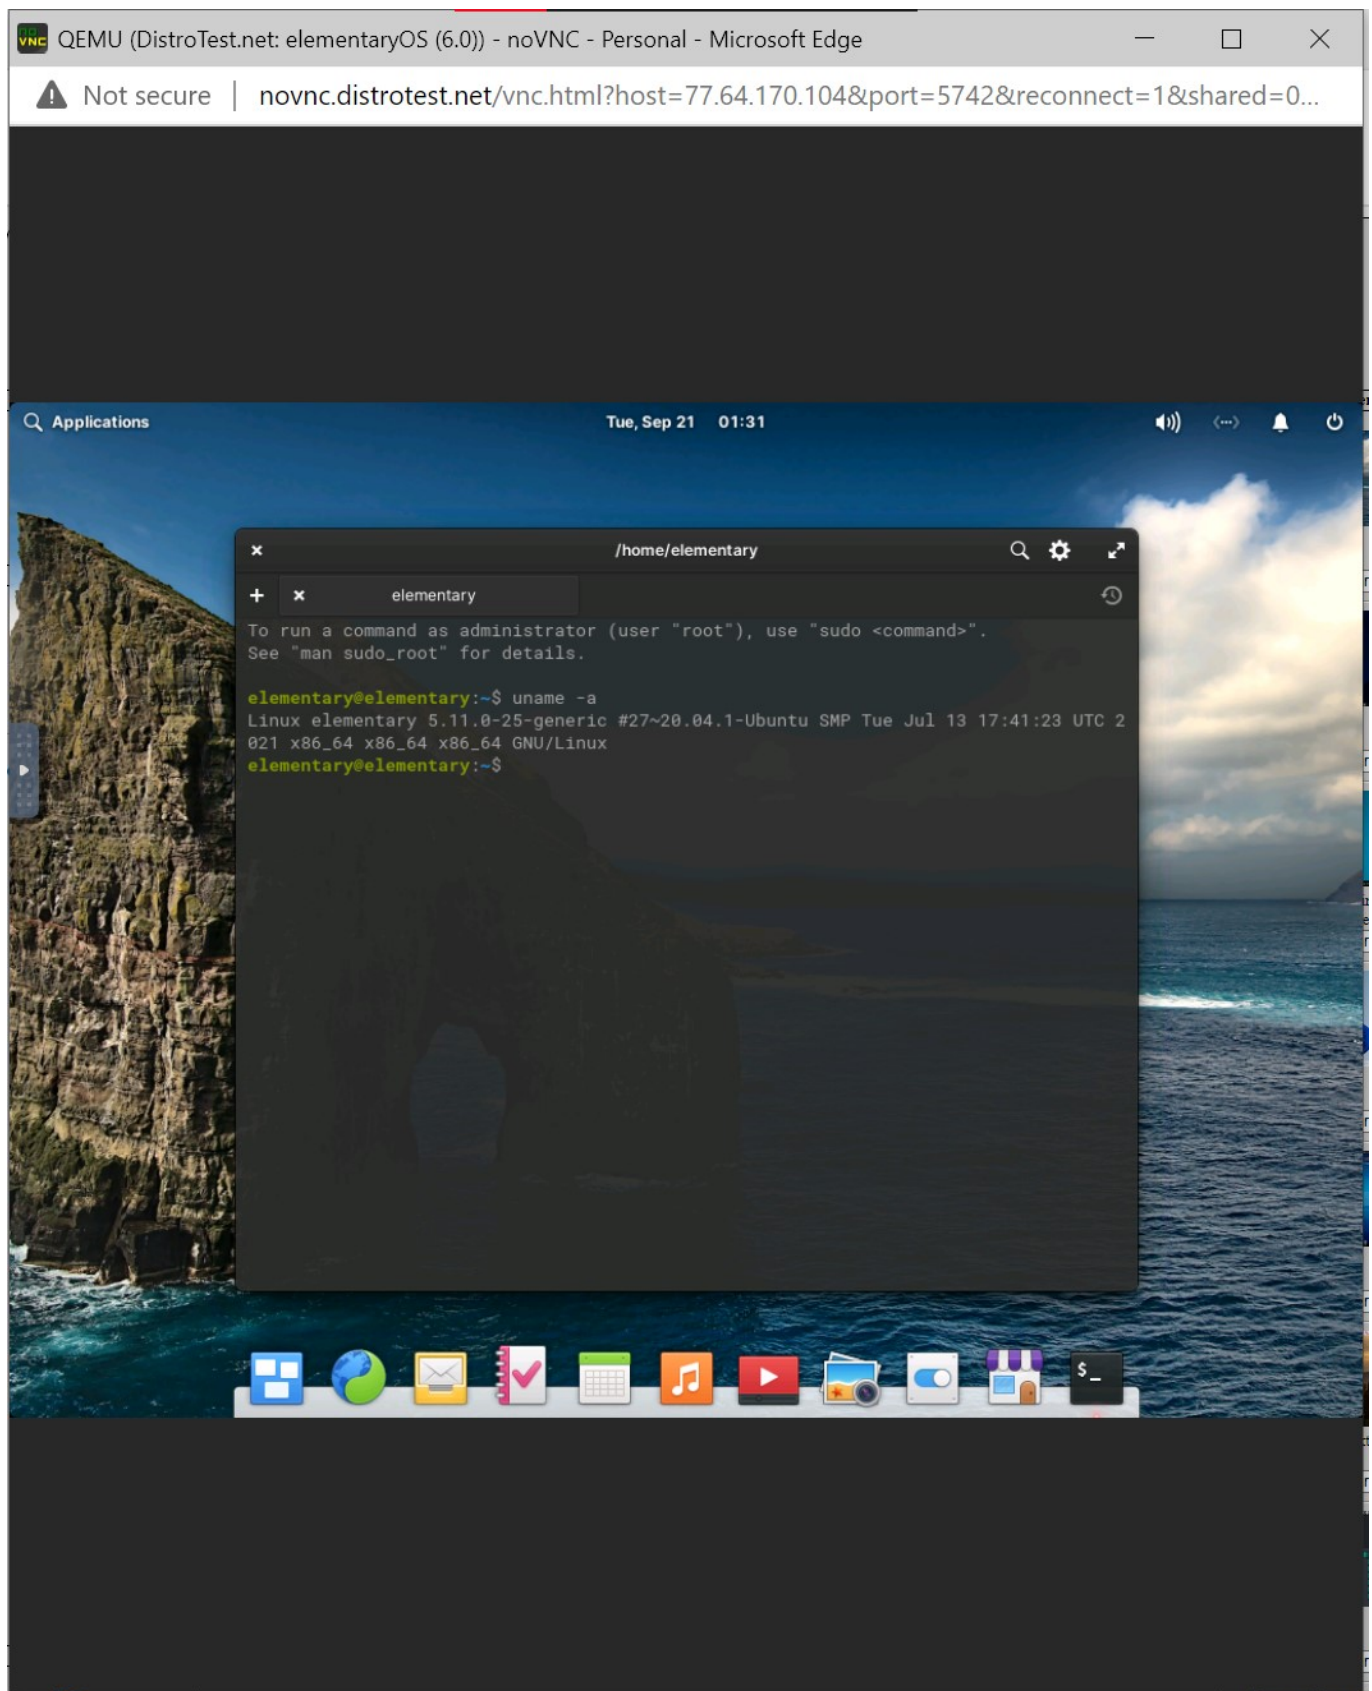 no
VNC
QEMU (DistroTest.net: elementaryOS (6.0)) - noVNC - Personal - Microsoft Edge
Not secure | novnc.distrotest.net/vnc.html?host=77.64.170.104&port=5742&reconnect=1&shared=0...
Applications Tue, Sep 21 01:31
/home/elementary
elementary
To run a command as administrator (user "root"), use "sudo <command>".
See "man sudo_root" for details.
elementary@elementary:~$ uname -a
Linux elementary 5.11.0-25-generic #27~20.04.1-Ubuntu SMP Tue Jul 13 17:41:23 UTC 2
021 x86_64 x86_64 x86_64 GNU/Linux
elementary@elementary:~$
$_